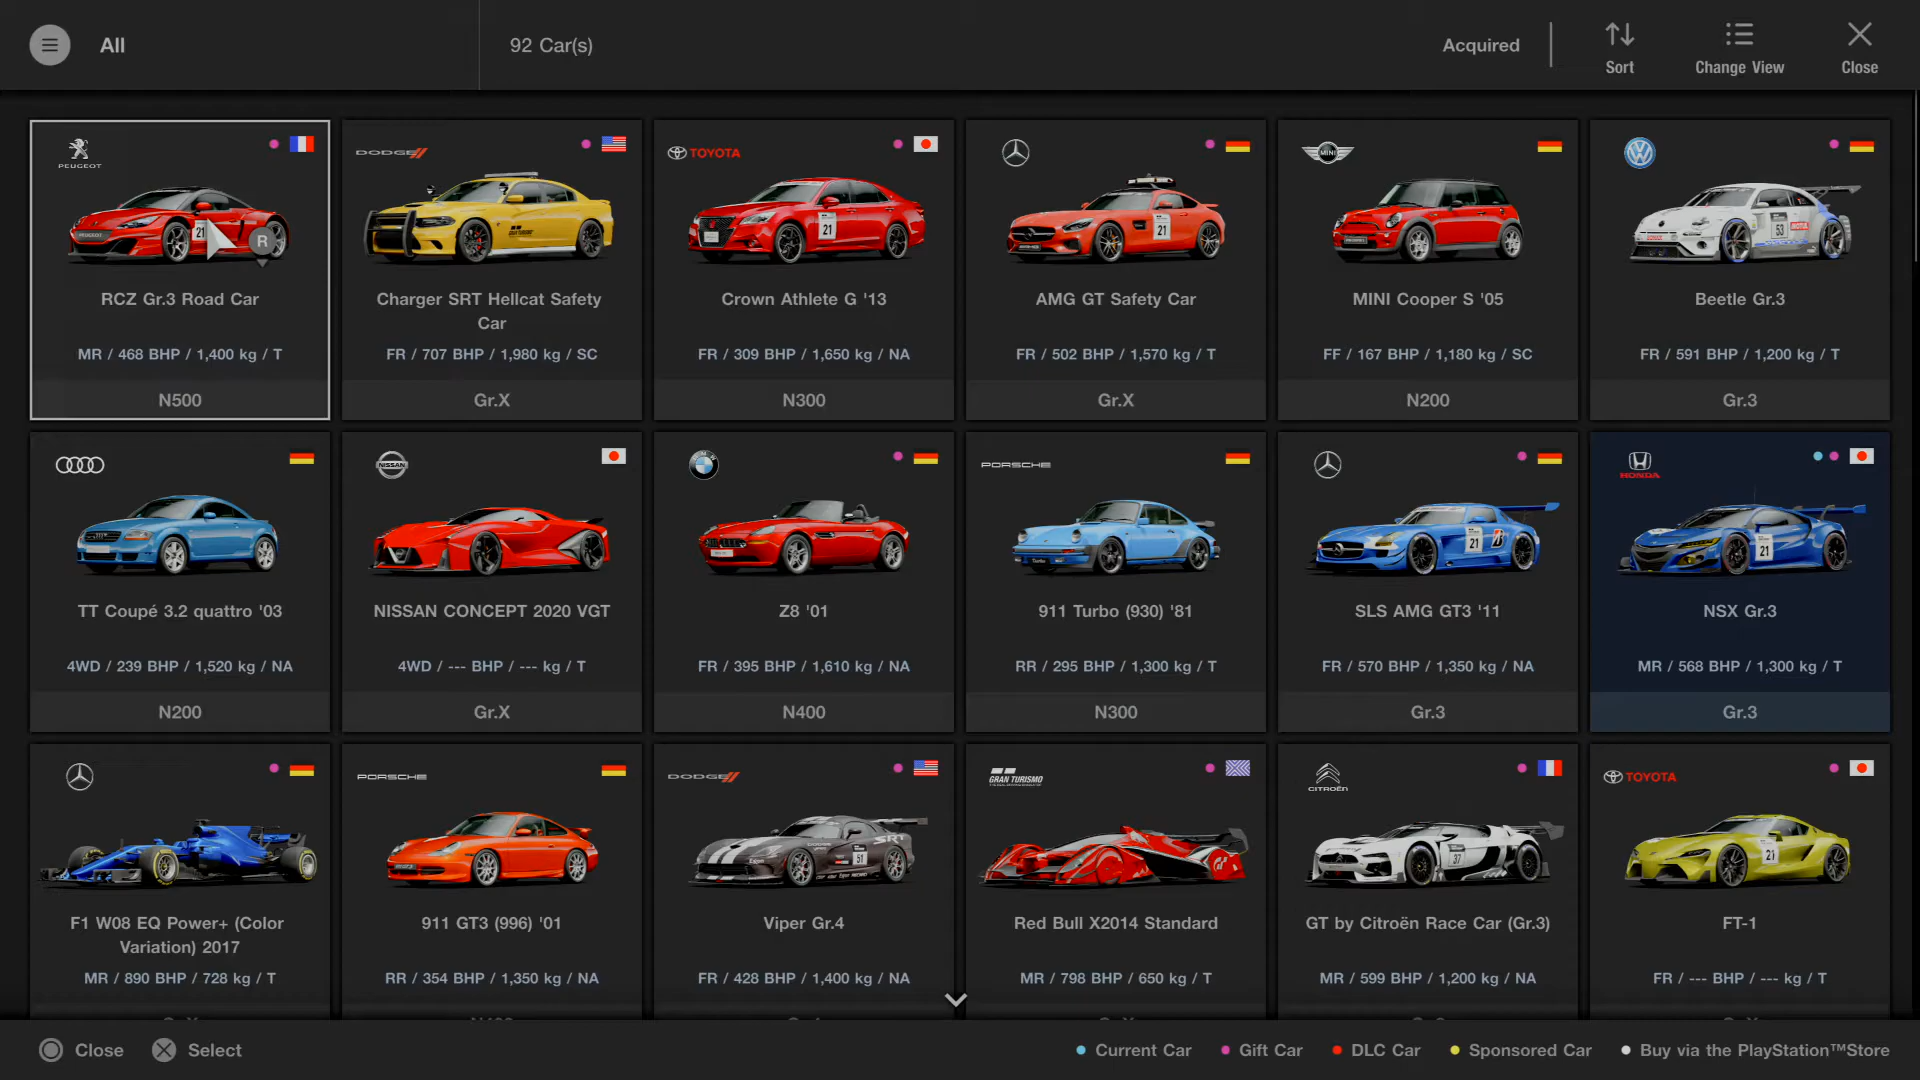 All
92 Car(s)
Acquired
Sort
Change View
Close
PEUGEOT
21
R
RCZ Gr.3 Road Car
MR / 468 BHP / 1,400 kg / T
N500
DODGE
Charger SRT Hellcat Safety
Car
FR / 707 BHP / 1,980 kg / SC
Gr.X
TOYOTA
21
Crown Athlete G '13
FR / 309 BHP / 1,650 kg / NA
N300
21
AMG GT Safety Car
FR / 502 BHP / 1,570 kg / T
Gr.X
MINI
MINI Cooper S '05
FF / 167 BHP / 1,180 kg / SC
N200
53
Beetle Gr.3
FR / 591 BHP / 1,200 kg / T
Gr.3
TT Coupé 3.2 quattro '03
4WD / 239 BHP / 1,520 kg / NA
N200
NISSAN
NISSAN CONCEPT 2020 VGT
4WD / --- BHP / --- kg / T
Gr.X
Z8 '01
FR / 395 BHP / 1,610 kg / NA
N400
PORSCHE
911 Turbo (930) '81
RR / 295 BHP / 1,300 kg / T
N300
21
SLS AMG GT3 '11
FR / 570 BHP / 1,350 kg / NA
Gr.3
HONDA
21
NSX Gr.3
MR / 568 BHP / 1,300 kg / T
Gr.3
F1 W08 EQ Power+ (Color
Variation) 2017
MR / 890 BHP / 728 kg / T
PORSCHE
911 GT3 (996) '01
RR / 354 BHP / 1,350 kg / NA
DODGE
SRT
51
Viper Gr.4
FR / 428 BHP / 1,400 kg / NA
GRAN TURISMO
Red Bull X2014 Standard
MR / 798 BHP / 650 kg / T
CITROËN
37
GT by Citroën Race Car (Gr.3)
MR / 599 BHP / 1,200 kg / NA
TOYOTA
21
FT-1
FR / --- BHP / --- kg / T
Close
Select
Current Car
Gift Car
DLC Car
Sponsored Car
Buy via the PlayStation™Store